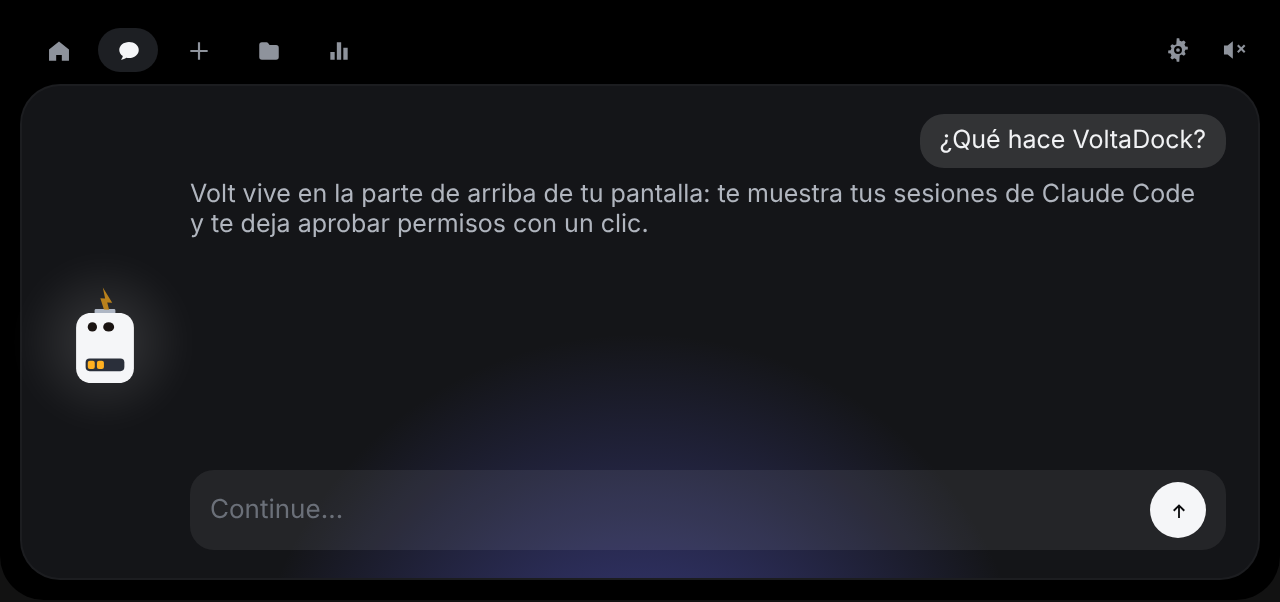 ¿Qué hace VoltaDock?
Volt vive en la parte de arriba de tu pantalla: te muestra tus sesiones de Claude Code
y te deja aprobar permisos con un clic.
Continue...